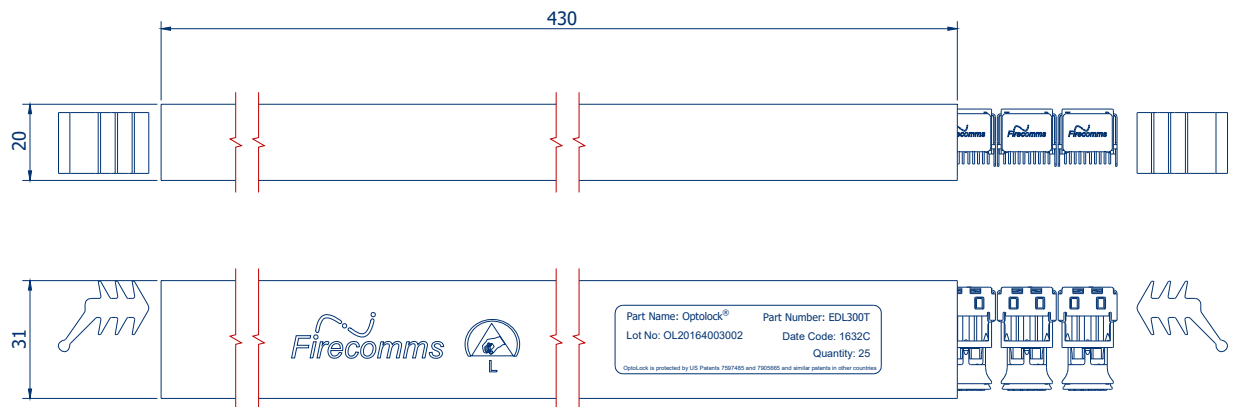 430
20
Firecomms
Firecomms
Firecomms
31
Firecomms
L
Part Name: Optolock® Part Number: EDL300T
Lot No: OL20164003002 Date Code: 1632C
Quantity: 25
OptoLock is protected by US Patents 7597485 and 7905665 and similar patents in other countries